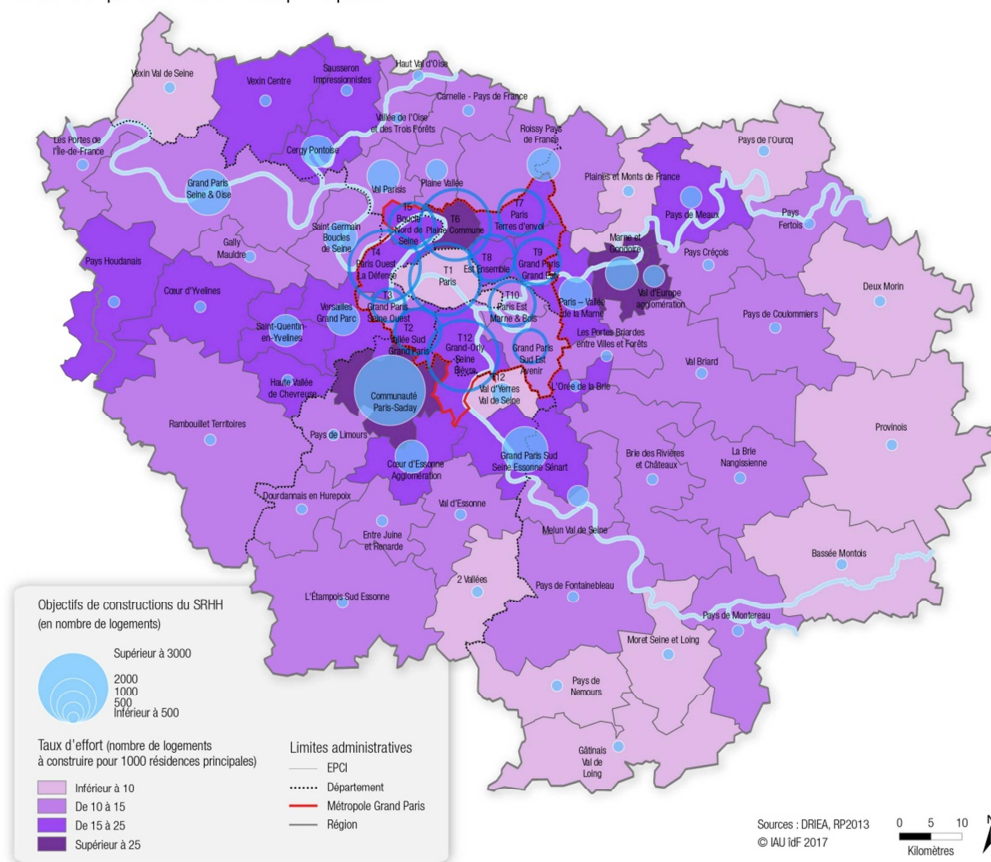 Vexin Val de Seine
Vexin Centre
Sausseron
Impressionnistes
Haut Val d'Oise
Carnelle - Pays de France
Vallée de l'Oise
et des Trois Forêts
Roissy Pays
de France
Les Portes de
l'Île-de-France
Cergy Pontoise
Grand Paris
Seine & Oise
Val Parisis
Plaine Vallée
Plaines et Monts de France
Pays de l'Ourcq
Pays de Meaux
Pays
Fertois
T5
Boucle
Nord de
Seine
T6
Plaine Commune
T7
Paris
Terres d'envol
Saint Germain
Boucles
de Seine
Gally
Mauldre
Pays Houdanais
T4
Paris Ouest
La Défense
T1
Paris
T8
Est Ensemble
T9
Grand Paris
Grand Est
Marne et
Gondoire
Pays Créçois
Val d'Europe
agglomération
Deux Morin
Cœur d'Yvelines
Versailles
Grand Parc
T3
Grand Paris
Seine Ouest
T10
Paris Est
Marne & Bois
Paris – Vallée
de la Marne
Pays de Coulommiers
Saint-Quentin-
en-Yvelines
T2
Vallée Sud
Grand Paris
T12
Grand-Orly
Seine
Bièvre
Grand Paris
Sud Est
Avenir
Les Portes Briardes
entre Villes et Forêts
Val Briard
Haute Vallée
de Chevreuse
Communauté
Paris-Saday
T12
Val d'Yerres
Val de Seine
L'Orée de la Brie
Rambouillet Territoires
Pays de Limours
Cœur d'Essonne
Agglomération
Grand Paris Sud
Seine Essonne Sénart
Brie des Rivières
et Châteaux
La Brie
Nangissienne
Provinois
Dourdannais en Hurepoix
Val d'Essonne
Entre Juine
et Renarde
Melun Val de Seine
Bassée Montois
L'Étampois Sud Essonne
2 Vallées
Pays de Fontainebleau
Pays de Montereau
Moret Seine et Loing
Pays de
Nemours
Gâtinais
Val de
Loing
Objectifs de constructions du SRHH
(en nombre de logements)
Supérieur à 3000
2000
1000
500
Inférieur à 500
Taux d'effort (nombre de logements
à construire pour 1000 résidences principales)
Inférieur à 10
De 10 à 15
De 15 à 25
Supérieur à 25
Limites administratives
EPCI
Département
Métropole Grand Paris
Région
Sources : DRIEA, RP2013
© IAU îdF 2017
0 5 10
Kilomètres
N